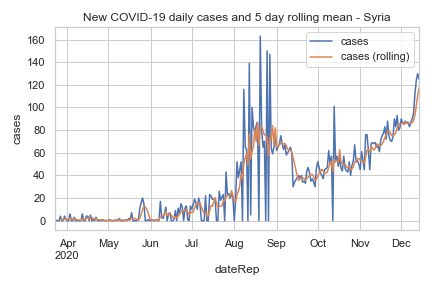 New COVID-19 daily cases and 5 day rolling mean - Syria
cases
cases (rolling)
160
140
120
100
80
60
40
20
0
cases
Apr May Jun Jul Aug Sep Oct Nov Dec
2020
dateRep